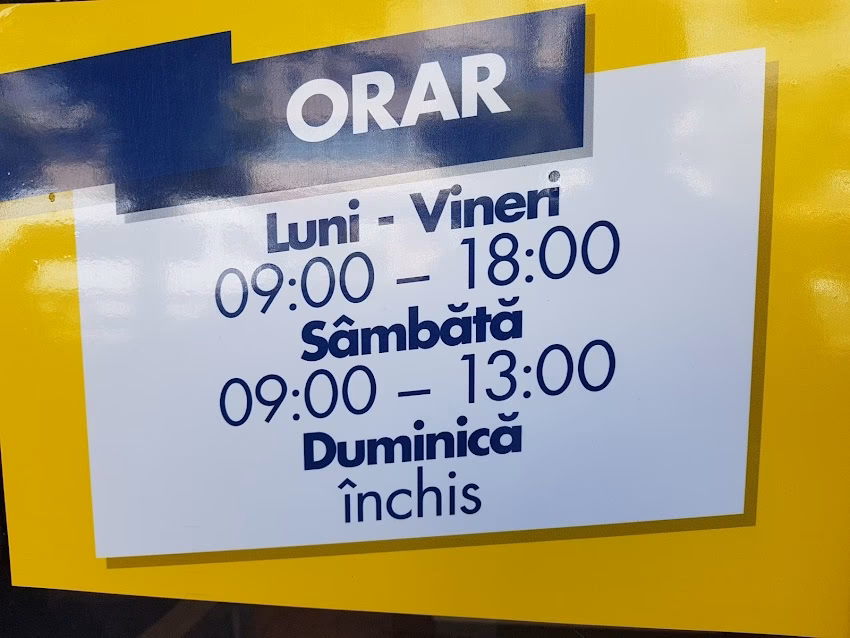 ORAR
Luni - Vineri
09:00 – 18:00
Sâmbătă
09:00 – 13:00
Duminică
închis